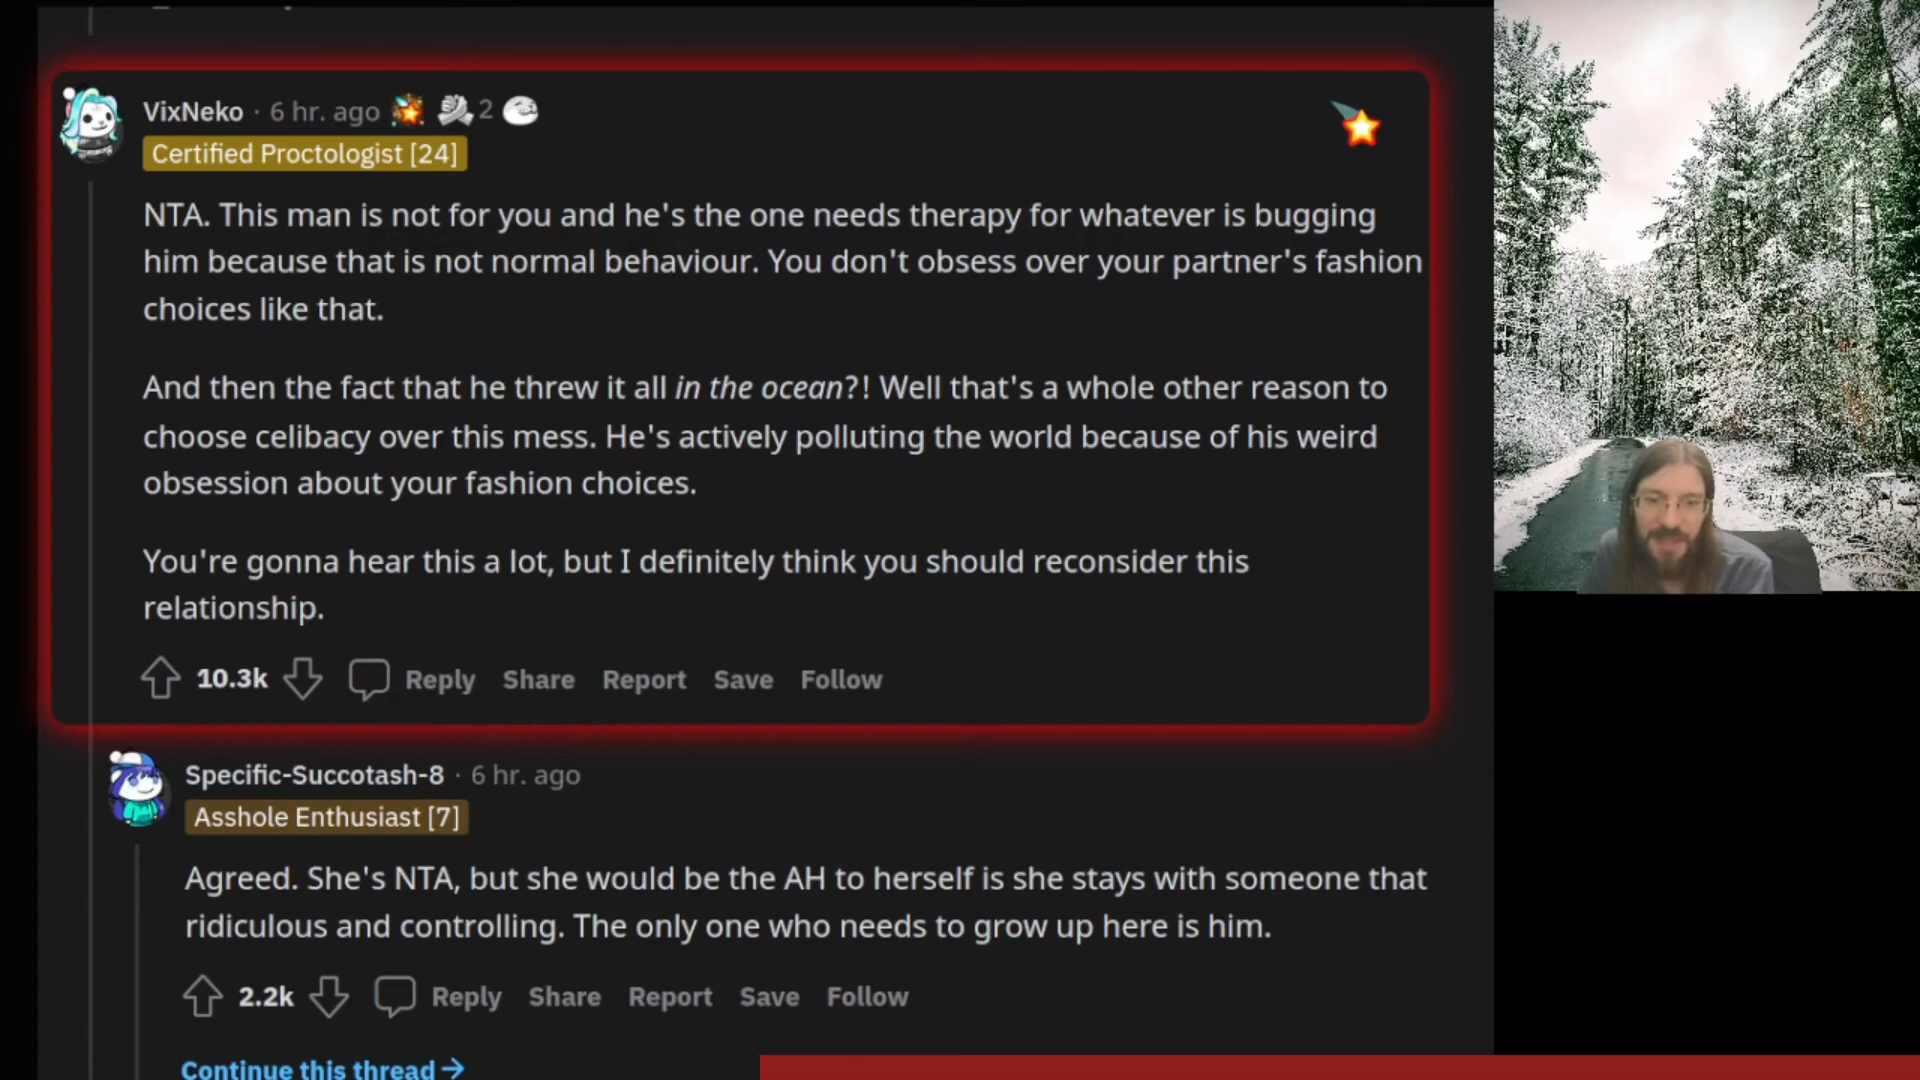 VixNeko · 6 hr. ago 2
Certified Proctologist [24]
NTA. This man is not for you and he's the one needs therapy for whatever is bugging
him because that is not normal behaviour. You don't obsess over your partner's fashion
choices like that.
And then the fact that he threw it all in the ocean?! Well that's a whole other reason to
choose celibacy over this mess. He's actively polluting the world because of his weird
obsession about your fashion choices.
You're gonna hear this a lot, but I definitely think you should reconsider this
relationship.
10.3k Reply Share Report Save Follow
Specific-Succotash-8 · 6 hr. ago
Asshole Enthusiast [7]
Agreed. She's NTA, but she would be the AH to herself is she stays with someone that
ridiculous and controlling. The only one who needs to grow up here is him.
2.2k Reply Share Report Save Follow
Continue this thread →